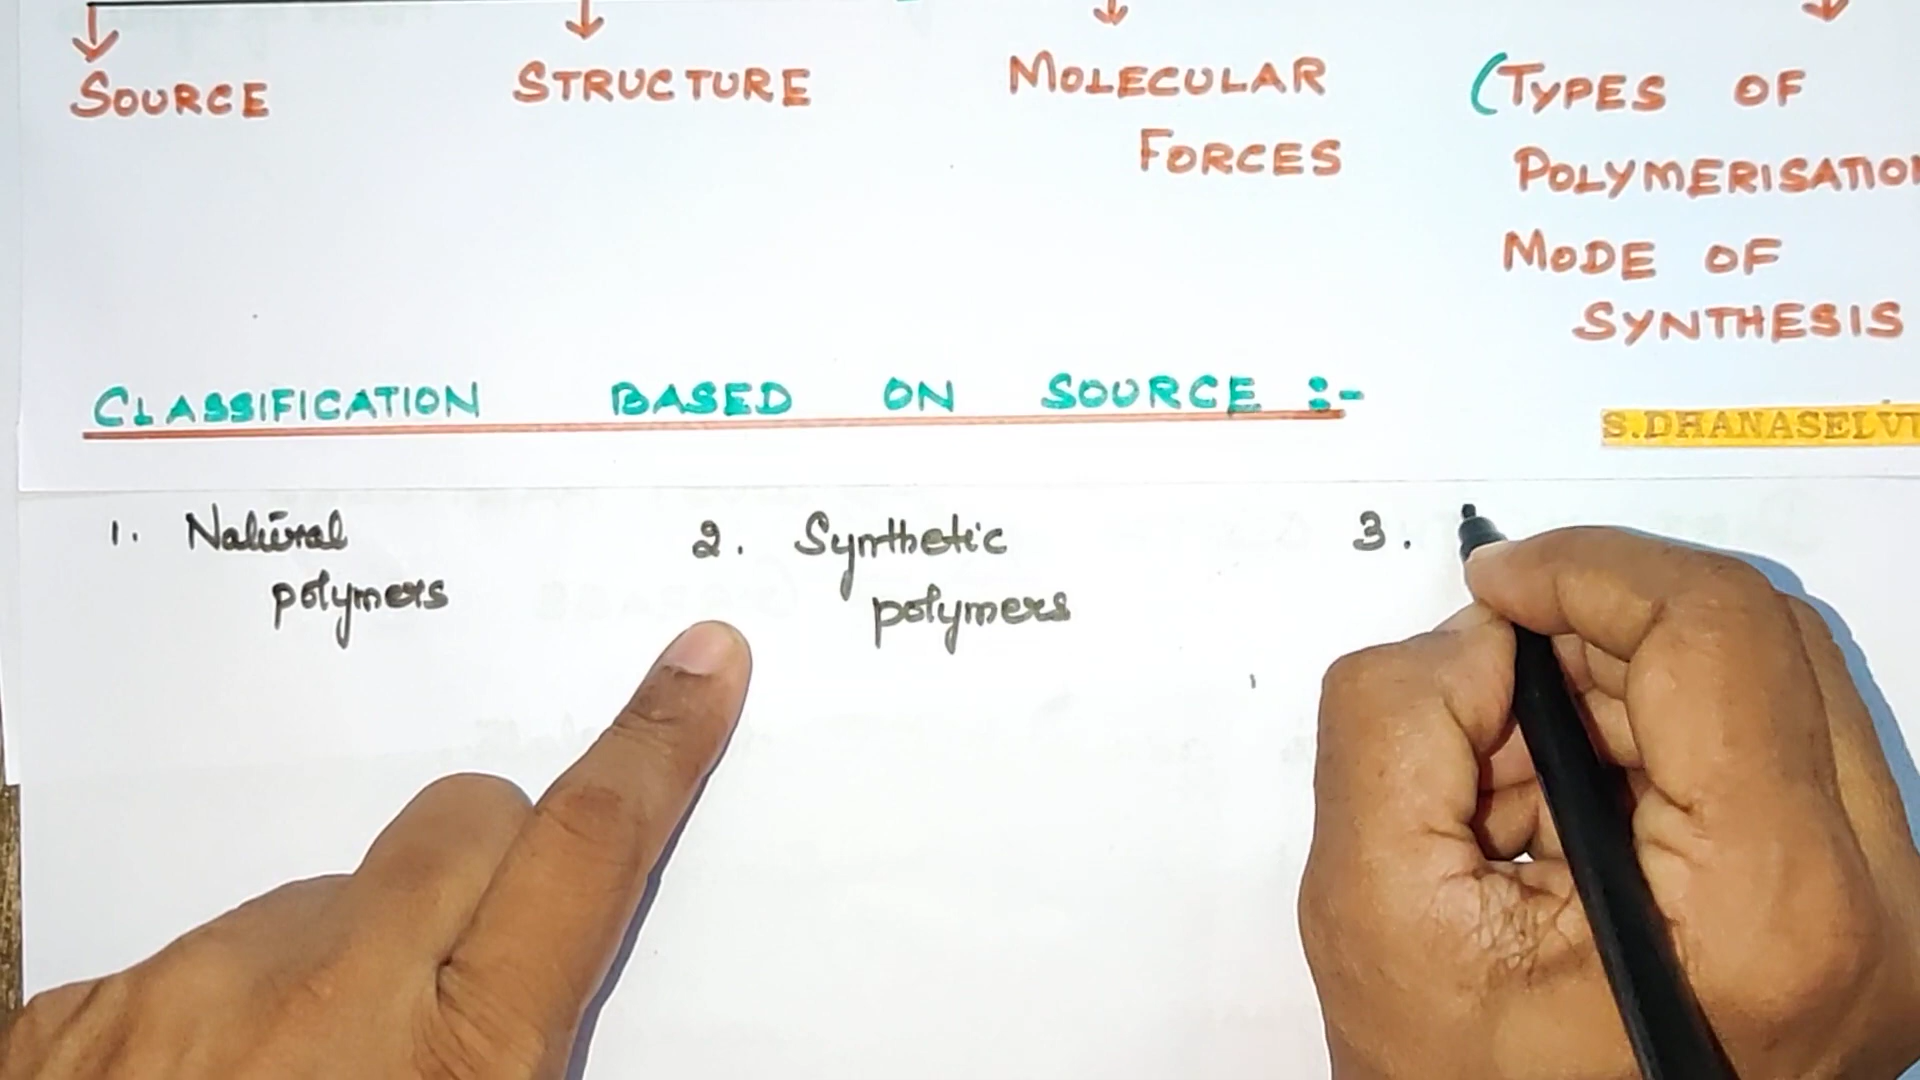 SOURCE STRUCTURE MOLECULAR (TYPES OF
FORCES POLYMERISATION
MODE OF
SYNTHESIS
CLASSIFICATION BASED ON SOURCE :-
S.DHANASELVI
1. Natural 2. Synthetic 3.
polymers polymers